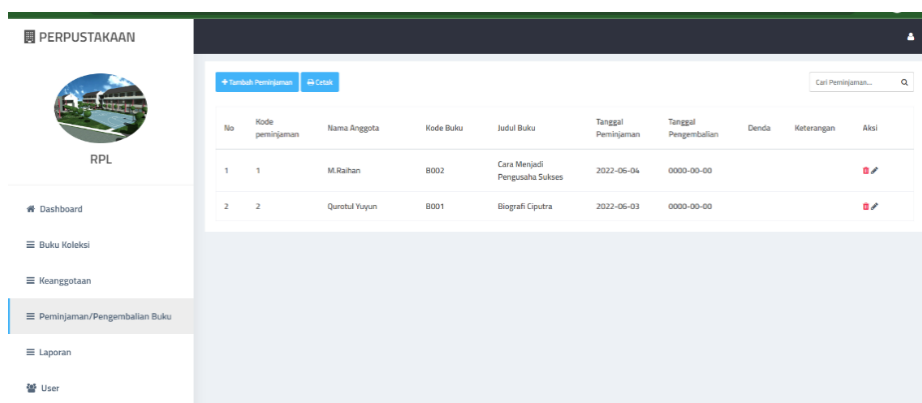 PERPUSTAKAAN
RPL
Dashboard
Buku Koleksi
Keanggotaan
Peminjaman/Pengembalian Buku
Laporan
User
+Tambah Peminjaman Cetak
Cari Peminjaman...
No Kode peminjaman Nama Anggota Kode Buku Judul Buku Tanggal Peminjaman Tanggal Pengembalian Denda Keterangan Aksi
1 1 M.Raihan B002 Cara Menjadi Pengusaha Sukses 2022-06-04 0000-00-00
2 2 Qurotul Yuyun B001 Biografi Ciputra 2022-06-03 0000-00-00